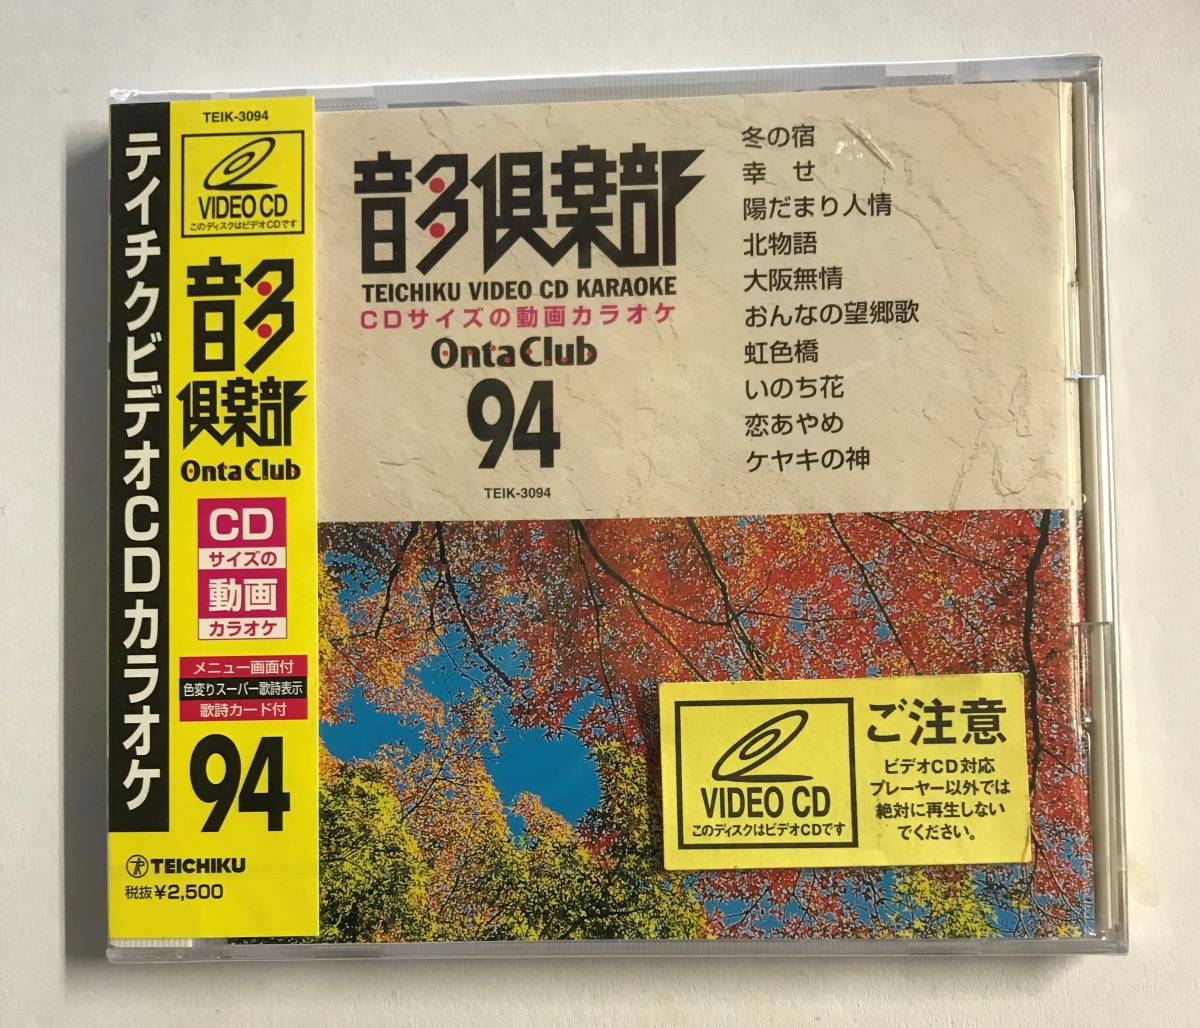 テイチクビデオCDカラオケ
TEIK-3094
VIDEO CD
このディスクはビデオCDです
音多
倶楽部
OntaClub
CD
サイズの
動画
カラオケ
メニュー画面付
色変りスーパー歌詩表示
歌詩カード付
94
TEICHIKU
税抜¥2,500
音多倶楽部
TEICHIKU VIDEO CD KARAOKE
CDサイズの動画カラオケ
OntaClub
94
TEIK-3094
冬の宿
幸 せ
陽だまり人情
北物語
大阪無情
おんなの望郷歌
虹色橋
いのち花
恋あやめ
ケヤキの神
VIDEO CD
このディスクはビデオCDです
ご注意
ビデオCD対応
プレーヤー以外では
絶対に再生しない
でください。